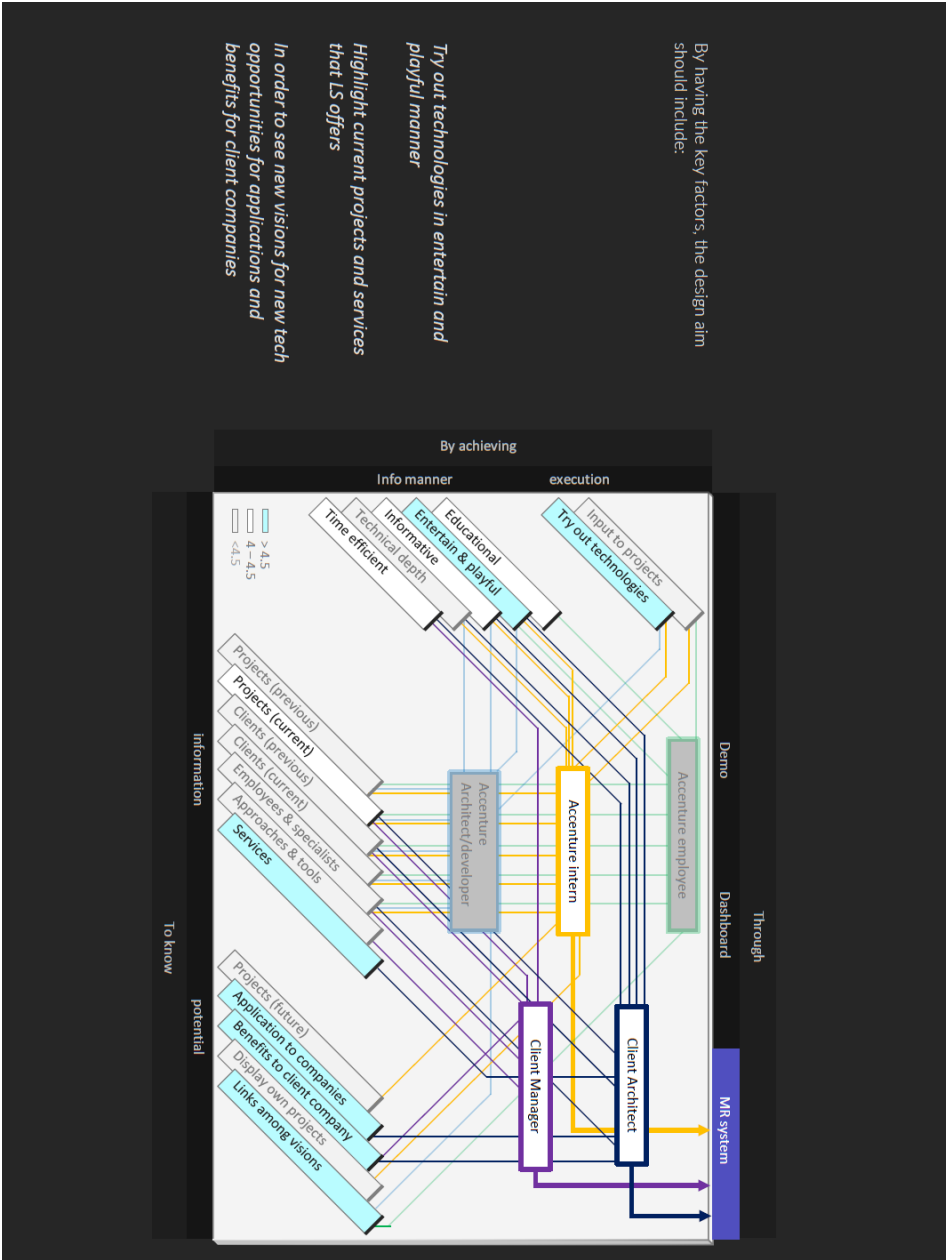 By having the key factors, the design aim
should include:
Try out technologies in entertain and
playful manner
Highlight current projects and services
that LS offers
In order to see new visions for new tech
opportunities for applications and
benefits for client companies
Through
Demo
Dashboard
MR system
By achieving
execution
Info manner
Input to projects
Try out technologies
Educational
Entertain & playful
Informative
Technical depth
Time efficient
> 4.5
4 – 4.5
<4.5
Accenture employee
Accenture intern
Accenture
Architect/developer
Client Architect
Client Manager
Projects (previous)
Projects (current)
Clients (previous)
Clients (current)
Employees & specialists
Approaches & tools
Services
Projects (future)
Application to companies
Benefits to client company
Display own projects
Links among visions
information
potential
To know